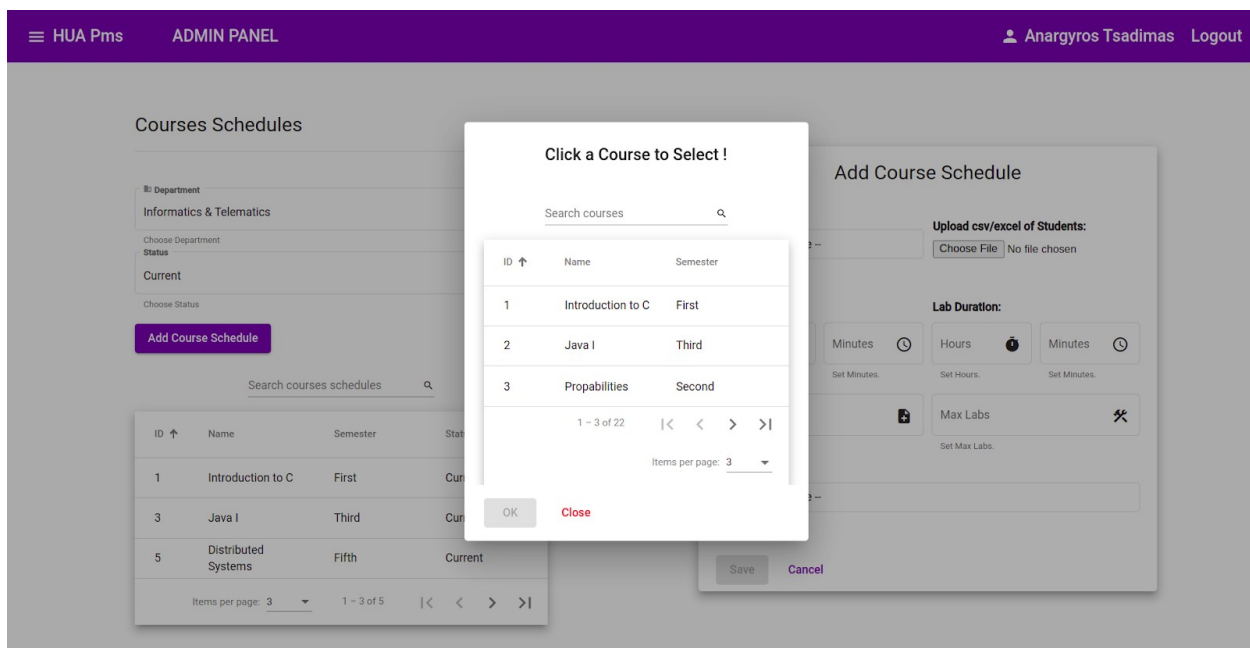 HUA Pms ADMIN PANEL Anargyros Tsadimas Logout
Courses Schedules
Department
Informatics & Telematics
Choose Department
Status
Current
Choose Status
Add Course Schedule
Search courses schedules
ID Name Semester
1 Introduction to C First
3 Java I Third
5 Distributed Systems Fifth Current
Items per page: 3 1 – 3 of 5
Click a Course to Select !
Search courses
ID Name Semester
1 Introduction to C First
2 Java I Third
3 Propabilities Second
1 – 3 of 22
Items per page: 3
OK Close
Add Course Schedule
Upload csv/excel of Students:
Choose File No file chosen
Lab Duration:
Minutes Hours Minutes
Set Minutes. Set Hours. Set Minutes.
Max Labs
Set Max Labs.
Save Cancel